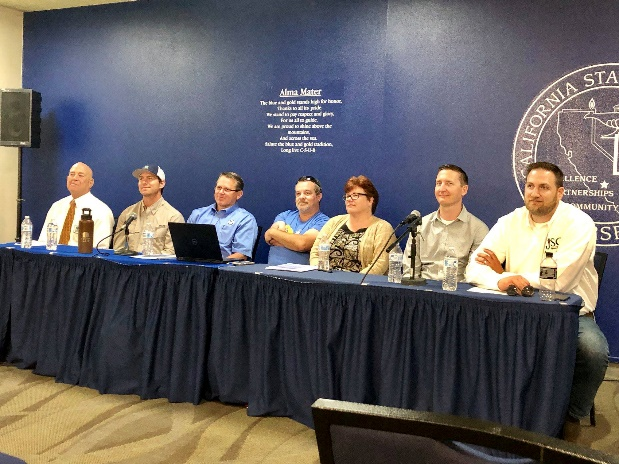 Alma Mater
The blue and gold stands high for honor,
Thanks to all its pride
We stand to pay respect and glory,
For us all to guide.
We are proud to shine above the
mountains,
And across the sea.
Salute the blue and gold tradition,
Long live C-S-U-B
CALIFORNIA STA
LLENCE
PARTNERSHIPS
COMMUNITY
JSC